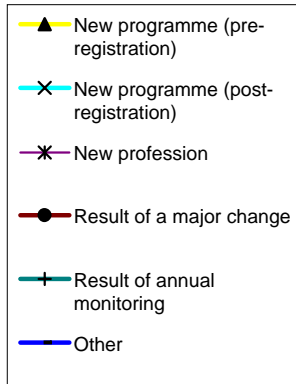 New programme (pre-
registration)
New programme (post-
registration)
New profession
Result of a major change
Result of annual
monitoring
Other